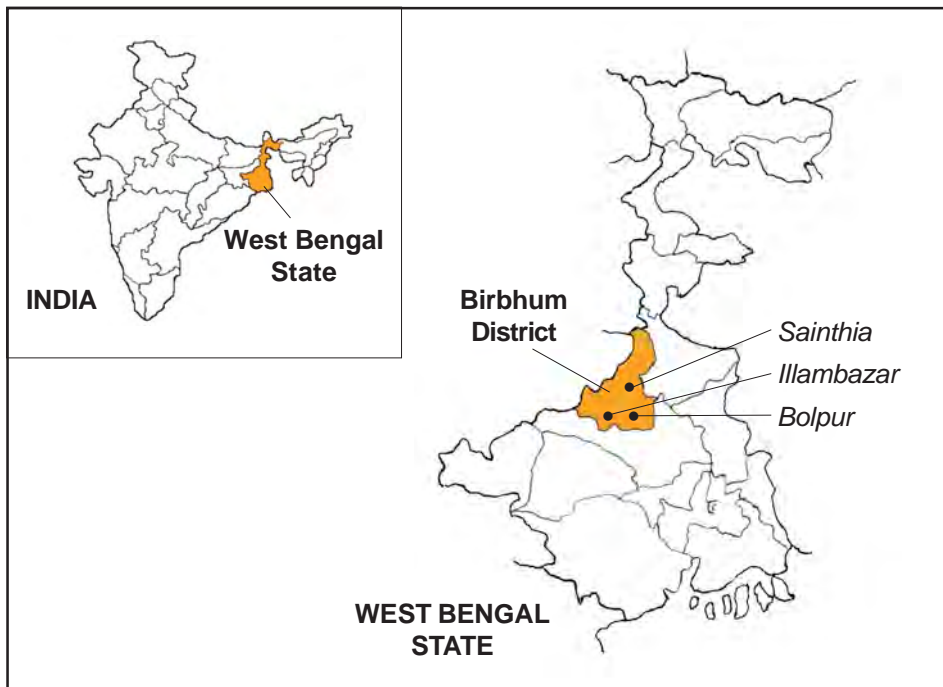 West Bengal
State
INDIA
Birbhum
District
Sainthia
Illambazar
Bolpur
WEST BENGAL
STATE